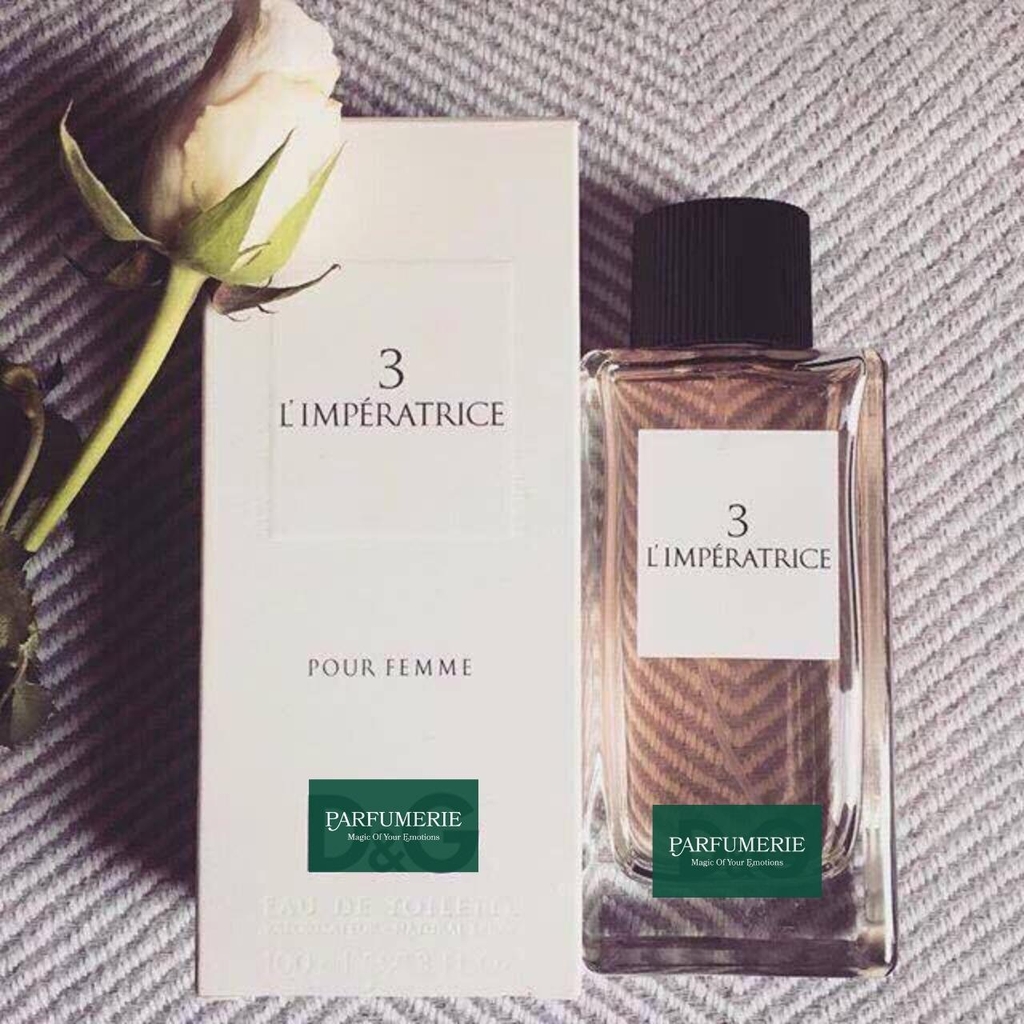 3
L'IMPÉRATRICE
POUR FEMME
PARFUMERIE
Magic Of Your Emotions
D&G
EAU DE TOILETTE
3
L'IMPÉRATRICE
PARFUMERIE
Magic Of Your Emotions